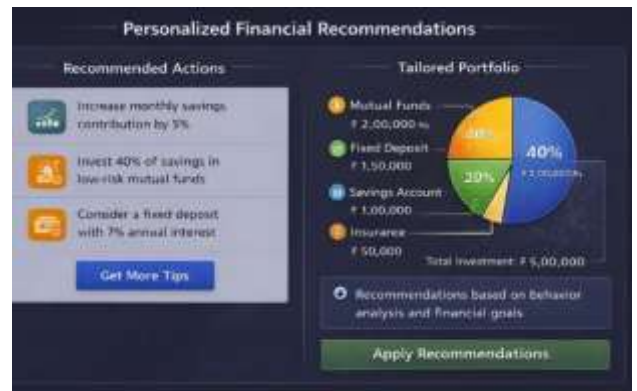 Personalized Financial Recommendations
Recommended Actions
Increase monthly savings
contribution by 5%
Invest 40% of savings in
low-risk mutual funds
Consider a fixed deposit
with 7% annual interest
Get More Tips
Tailored Portfolio
Mutual Funds
₹ 2,00,000
Fixed Deposit
₹ 1,50,000
Savings Account
₹ 1,00,000
Insurance
₹ 50,000
40%
20%
Total Investment: ₹ 5,00,000
Recommendations based on behavior
analysis and financial goals
Apply Recommendations